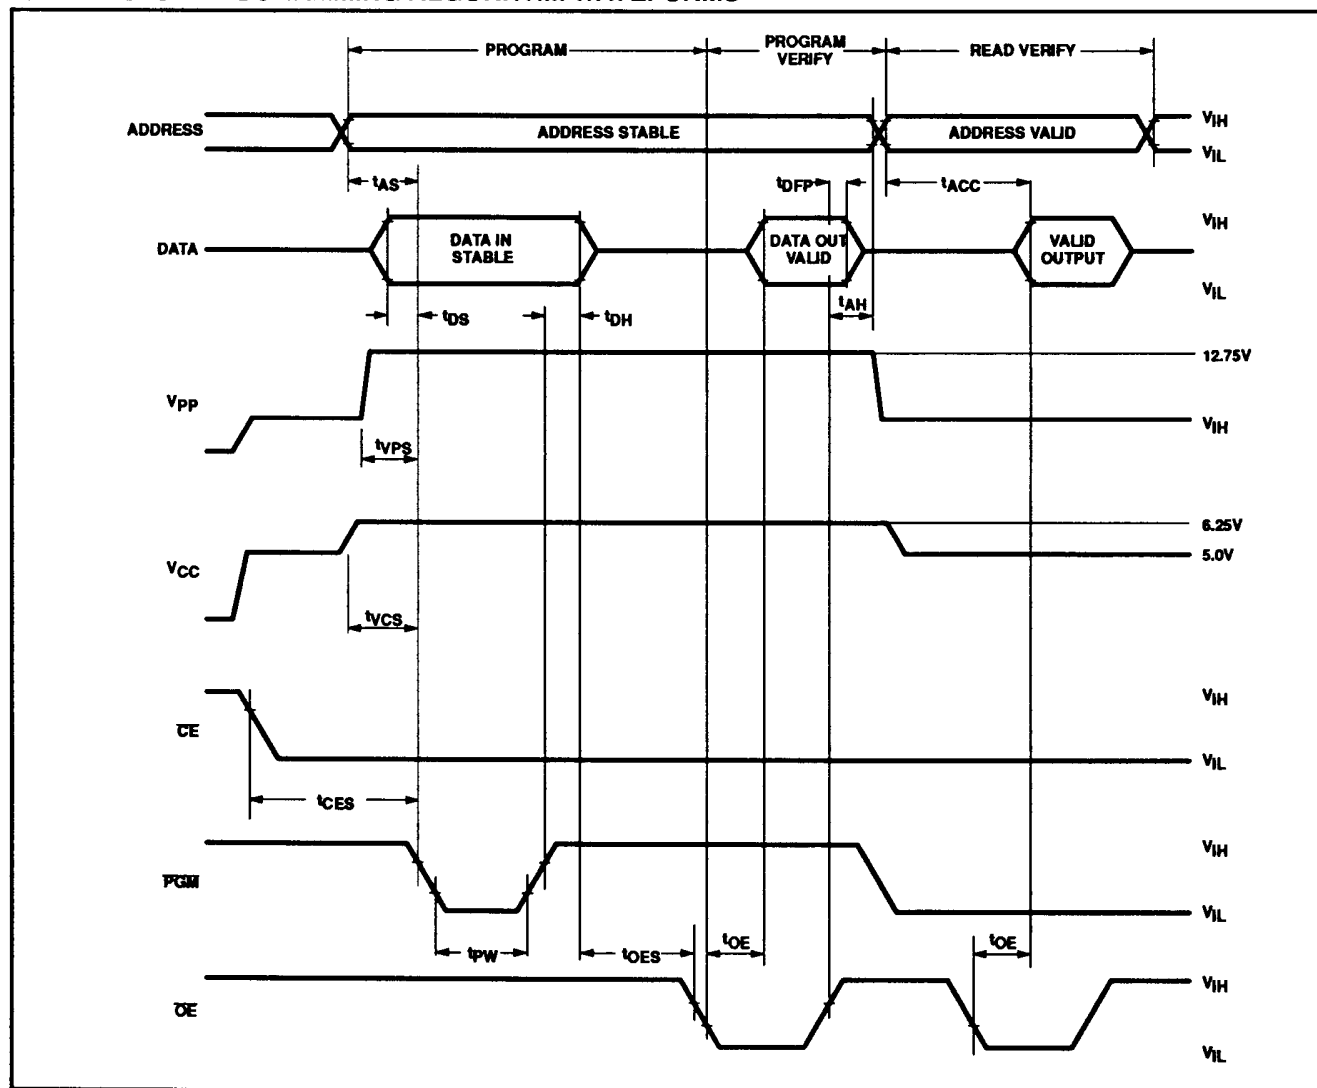 PROGRAM
PROGRAM
VERIFY
READ VERIFY
ADDRESS
ADDRESS STABLE
ADDRESS VALID
VIH
VIL
tAS
tDFP
tACC
DATA
DATA IN
STABLE
DATA OUT
VALID
VALID
OUTPUT
VIH
VIL
tDS
tDH
tAH
12.75V
VPP
VIH
tVPS
6.25V
5.0V
VCC
tVCS
VIH
CE
VIL
tCES
VIH
PGM
VIL
tPW
tOES
tOE
tOE
VIH
OE
VIL